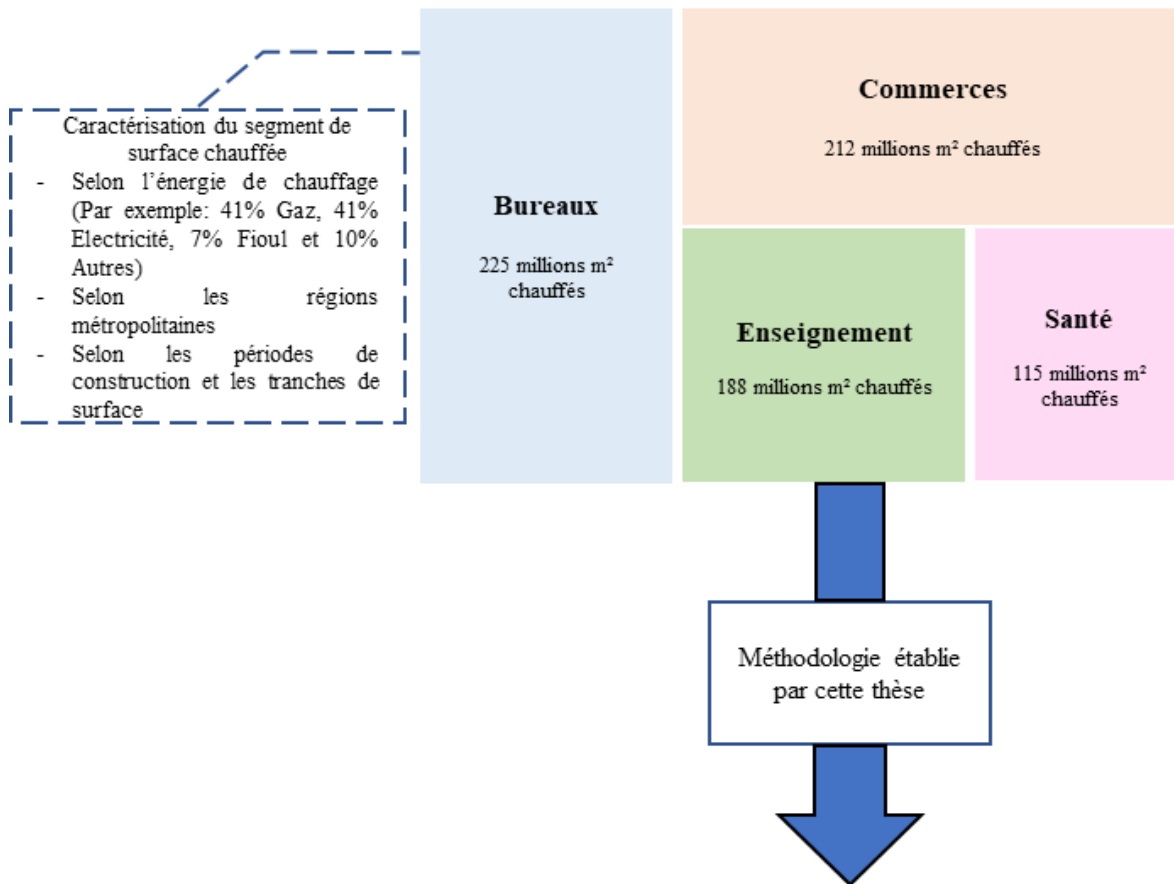 Caractérisation du segment de
surface chauffée
- Selon l'énergie de chauffage
(Par exemple: 41% Gaz, 41%
Electricité, 7% Fioul et 10%
Autres)
- Selon les régions
métropolitaines
- Selon les périodes de
construction et les tranches de
surface
Bureaux
225 millions m²
chauffés
Commerces
212 millions m² chauffés
Enseignement
188 millions m² chauffés
Santé
115 millions m²
chauffés
Méthodologie établie
par cette thèse